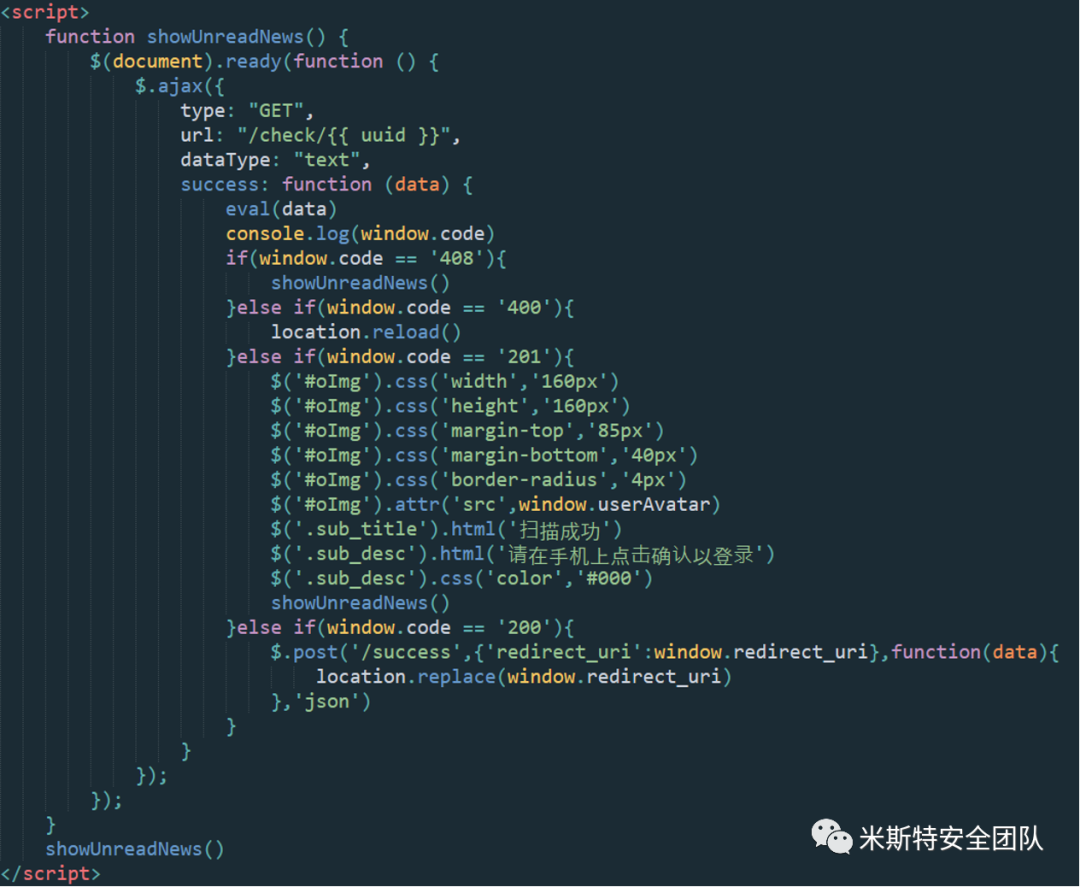 <script>
function showUnreadNews() {
$(document).ready(function () {
$.ajax({
type: "GET",
url: "/check/{{ uuid }}",
dataType: "text",
success: function (data) {
eval(data)
console.log(window.code)
if(window.code == '408'){
showUnreadNews()
}else if(window.code == '400'){
location.reload()
}else if(window.code == '201'){
$('#oImg').css('width','160px')
$('#oImg').css('height','160px')
$('#oImg').css('margin-top','85px')
$('#oImg').css('margin-bottom','40px')
$('#oImg').css('border-radius','4px')
$('#oImg').attr('src',window.userAvatar)
$('.sub_title').html('扫描成功')
$('.sub_desc').html('请在手机上点击确认以登录')
$('.sub_desc').css('color','#000')
showUnreadNews()
}else if(window.code == '200'){
$.post('/success',{'redirect_uri':window.redirect_uri},function(data){
location.replace(window.redirect_uri)
},'json')
}
}
});
});
}
showUnreadNews()
</script>
米斯特安全团队